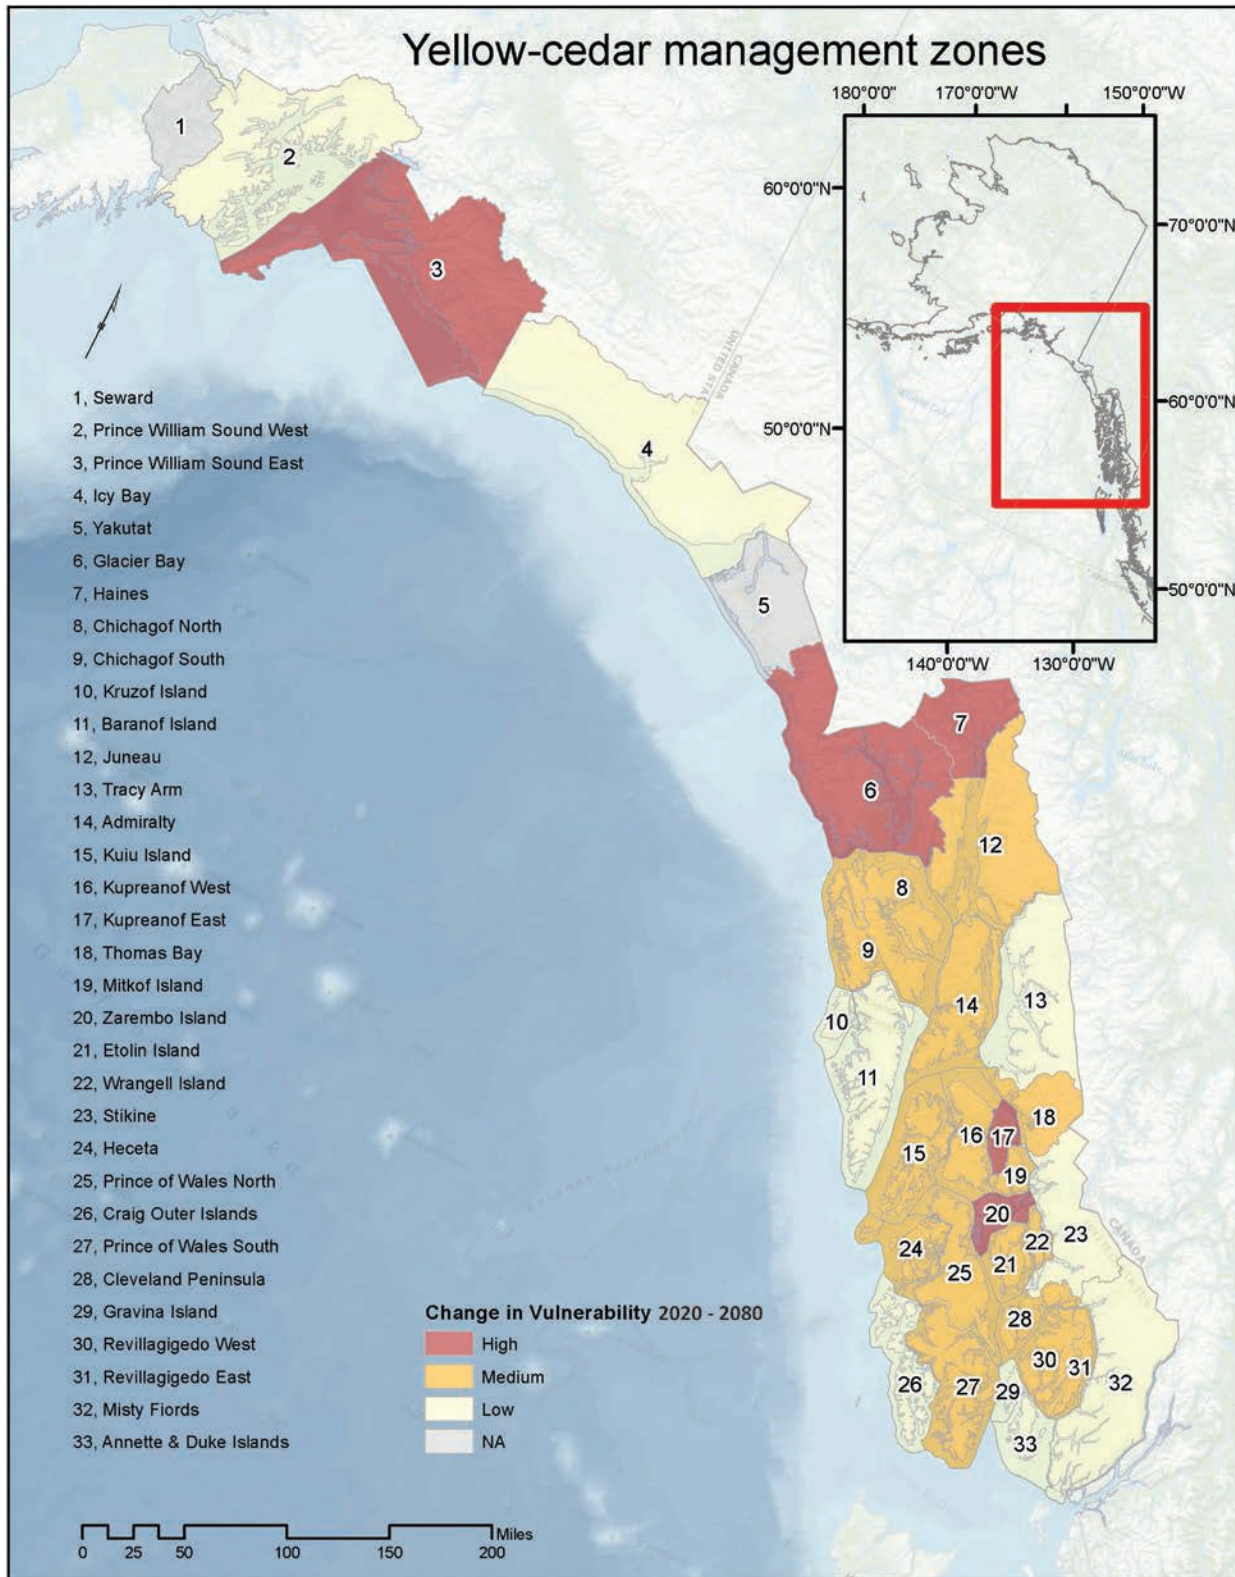 Yellow-cedar management zones
180°0'0" 170°0'0"W 150°0'0"W
60°0'0"N
70°0'0"N
50°0'0"N
60°0'0"N
50°0'0"N
140°0'0"W 130°0'0"W
1
2
3
4
5
6
7
8
9
10
11
12
13
14
15
16
17
18
19
20
21
22
23
24
25
26
27
28
29
30
31
32
33
CANADA
UNITED STA
CANADA
1, Seward
2, Prince William Sound West
3, Prince William Sound East
4, Icy Bay
5, Yakutat
6, Glacier Bay
7, Haines
8, Chichagof North
9, Chichagof South
10, Kruzof Island
11, Baranof Island
12, Juneau
13, Tracy Arm
14, Admiralty
15, Kuiu Island
16, Kupreanof West
17, Kupreanof East
18, Thomas Bay
19, Mitkof Island
20, Zarembo Island
21, Etolin Island
22, Wrangell Island
23, Stikine
24, Heceta
25, Prince of Wales North
26, Craig Outer Islands
27, Prince of Wales South
28, Cleveland Peninsula
29, Gravina Island
30, Revillagigedo West
31, Revillagigedo East
32, Misty Fiords
33, Annette & Duke Islands
Change in Vulnerability 2020 - 2080
High
Medium
Low
NA
Miles
0 25 50 100 150 200